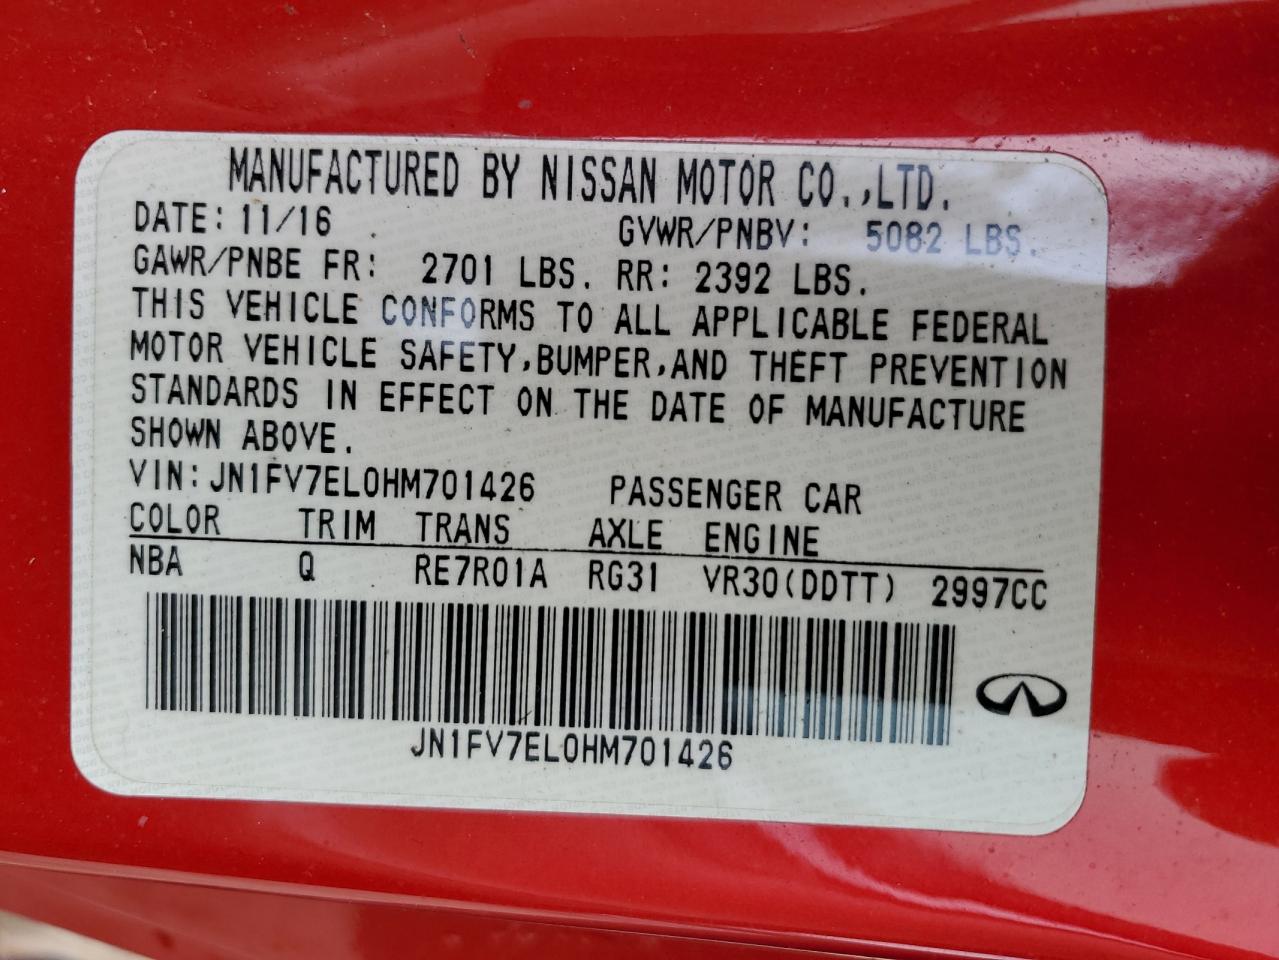 MANUFACTURED BY NISSAN MOTOR CO.,LTD.
DATE: 11/16 GVWR/PNBV: 5082 LBS.
GAWR/PNBE FR: 2701 LBS. RR: 2392 LBS.
THIS VEHICLE CONFORMS TO ALL APPLICABLE FEDERAL
MOTOR VEHICLE SAFETY,BUMPER,AND THEFT PREVENTION
STANDARDS IN EFFECT ON THE DATE OF MANUFACTURE
SHOWN ABOVE.
VIN:JN1FV7EL0HM701426 PASSENGER CAR
COLOR TRIM TRANS AXLE ENGINE
NBA Q RE7R01A RG31 VR30(DDTT) 2997CC
JN1FV7EL0HM701426